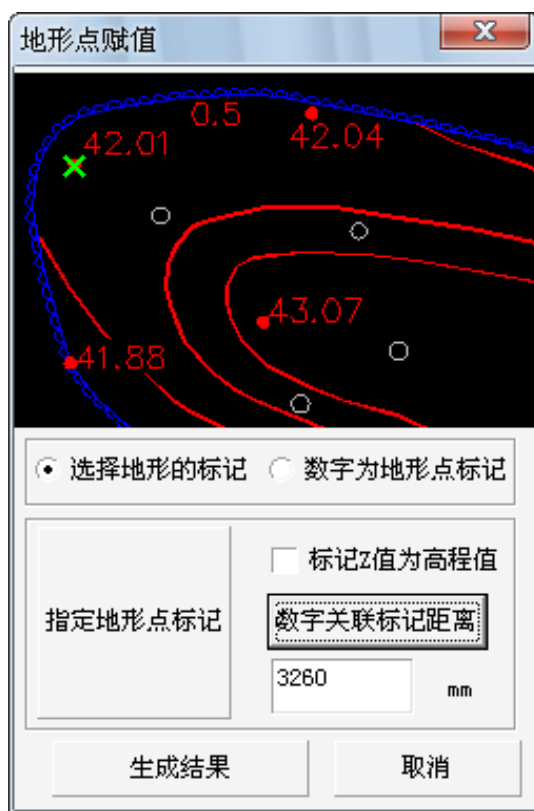 地形点赋值
0.5
42.01
42.04
43.07
41.88
选择地形的标记 数字为地形点标记
标记Z值为高程值
指定地形点标记
数字关联标记距离
3260 mm
生成结果 取消